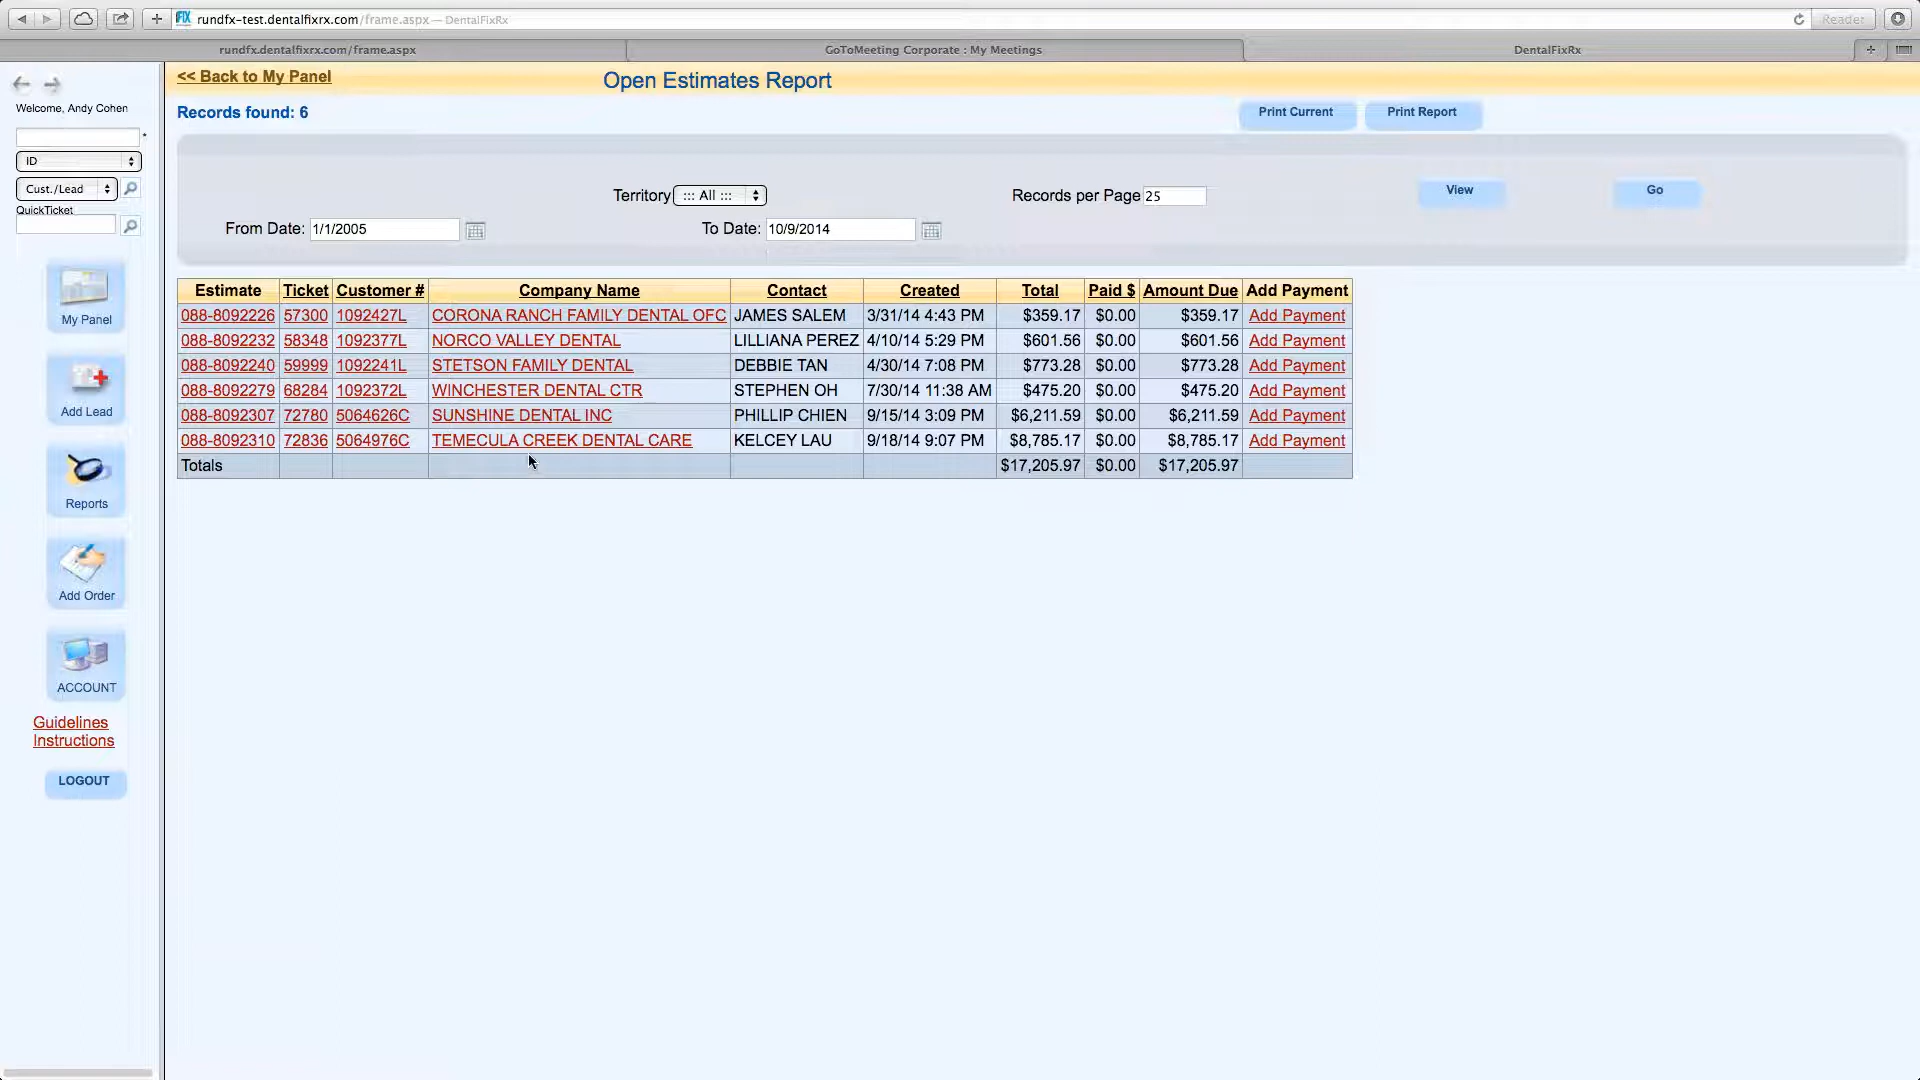 rundfx-test.dentalfixrx.com/frame.aspx — DentalFixRx
Reader
rundfx.dentalfixrx.com/frame.aspx
GoToMeeting Corporate : My Meetings
DentalFixRx
<< Back to My Panel
Open Estimates Report
Welcome, Andy Cohen
Records found: 6
Print Current
Print Report
*
ID
Cust./Lead
QuickTicket
Territory ::: All :::
Records per Page 25
View
Go
From Date: 1/1/2005
To Date: 10/9/2014
Estimate Ticket Customer # Company Name Contact Created Total Paid $ Amount Due Add Payment
088-8092226 57300 1092427L CORONA RANCH FAMILY DENTAL OFC JAMES SALEM 3/31/14 4:43 PM $359.17 $0.00 $359.17 Add Payment
088-8092232 58348 1092377L NORCO VALLEY DENTAL LILLIANA PEREZ 4/10/14 5:29 PM $601.56 $0.00 $601.56 Add Payment
088-8092240 59999 1092241L STETSON FAMILY DENTAL DEBBIE TAN 4/30/14 7:08 PM $773.28 $0.00 $773.28 Add Payment
088-8092279 68284 1092372L WINCHESTER DENTAL CTR STEPHEN OH 7/30/14 11:38 AM $475.20 $0.00 $475.20 Add Payment
088-8092307 72780 5064626C SUNSHINE DENTAL INC PHILLIP CHIEN 9/15/14 3:09 PM $6,211.59 $0.00 $6,211.59 Add Payment
088-8092310 72836 5064976C TEMECULA CREEK DENTAL CARE KELCEY LAU 9/18/14 9:07 PM $8,785.17 $0.00 $8,785.17 Add Payment
Totals $17,205.97 $0.00 $17,205.97
My Panel
Add Lead
Reports
Add Order
ACCOUNT
Guidelines
Instructions
LOGOUT